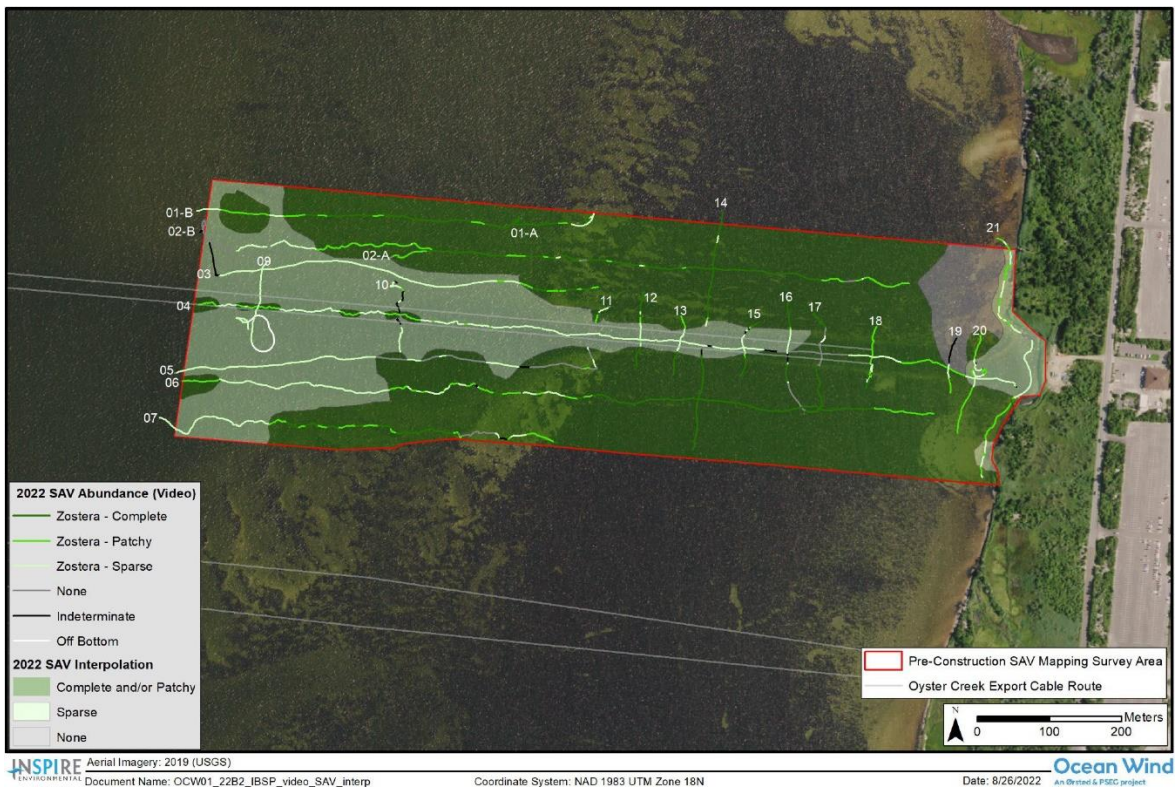 14
01-B
01-A
02-B
21
02-A
09
03
10
04
11
12
13
15
16
17
18
19
20
05
06
07
2022 SAV Abundance (Video)
Zostera - Complete
Zostera - Patchy
Zostera - Sparse
None
Indeterminate
Off Bottom
2022 SAV Interpolation
Complete and/or Patchy
Sparse
None
Pre-Construction SAV Mapping Survey Area
Oyster Creek Export Cable Route
N
Meters
0 100 200
INSPIRE
ENVIRONMENTAL
Aerial Imagery: 2019 (USGS)
Document Name: OCW01_22B2_IBSP_video_SAV_interp
Coordinate System: NAD 1983 UTM Zone 18N
Date: 8/26/2022
Ocean Wind
An Ørsted & PSEG project